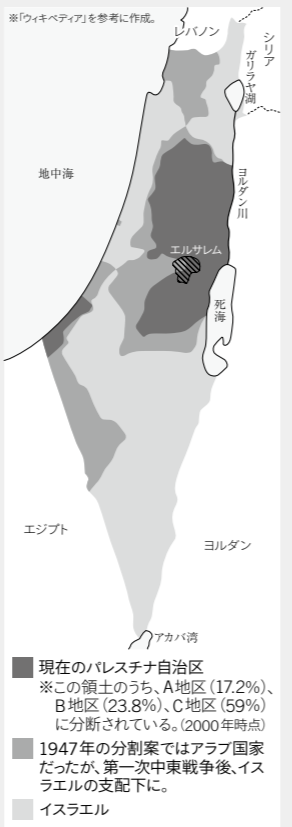 ※「ウィキペディア」を参考に作成。
レバノン
シリア
ガリラヤ湖
地中海
ヨルダン川
エルサレム
死海
エジプト
ヨルダン
アカバ湾
現在のパレスチナ自治区
※この領土のうち、A地区(17.2%)、
B地区(23.8%)、C地区(59%)
に分断されている。(2000年時点)
1947年の分割案ではアラブ国家
だったが、第一次中東戦争後、イス
ラエルの支配下に。
イスラエル